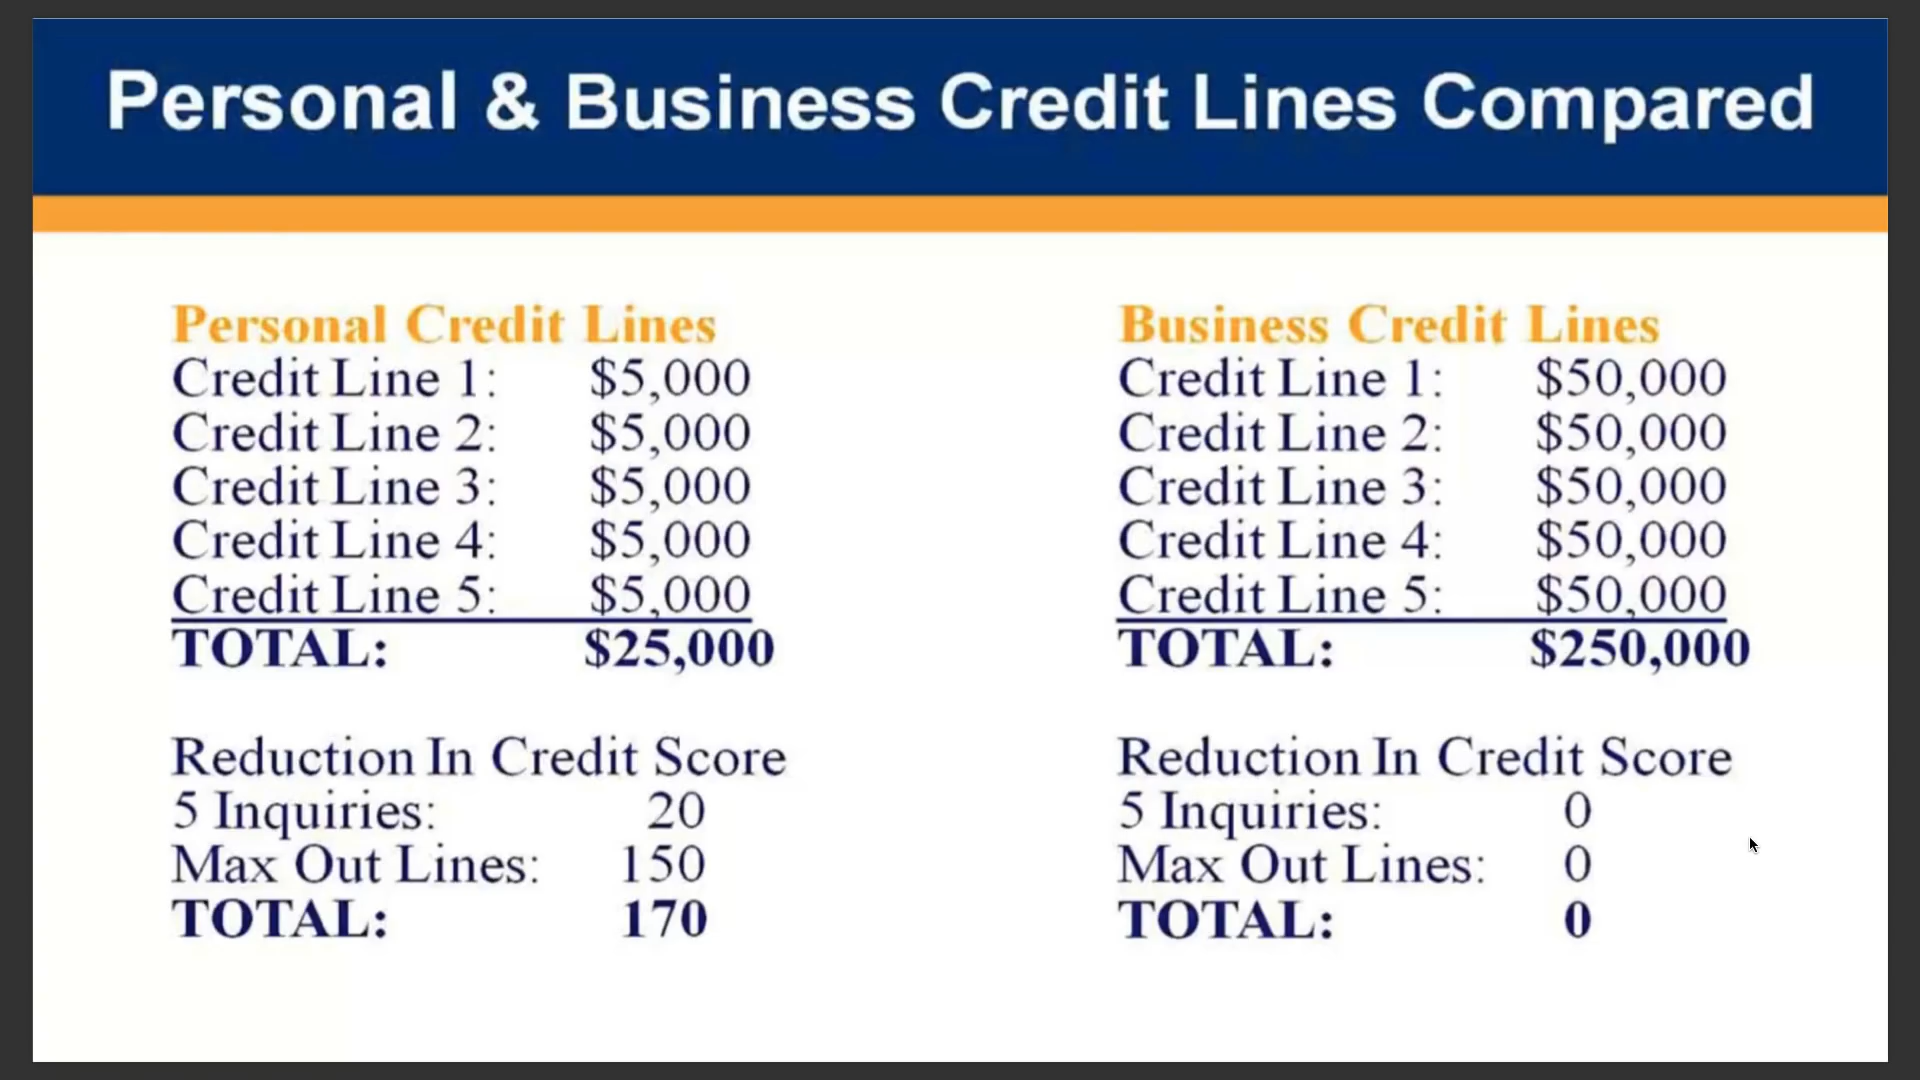 Personal & Business Credit Lines Compared
Personal Credit Lines
Credit Line 1: $5,000
Credit Line 2: $5,000
Credit Line 3: $5,000
Credit Line 4: $5,000
Credit Line 5: $5,000
TOTAL: $25,000
Reduction In Credit Score
5 Inquiries: 20
Max Out Lines: 150
TOTAL: 170
Business Credit Lines
Credit Line 1: $50,000
Credit Line 2: $50,000
Credit Line 3: $50,000
Credit Line 4: $50,000
Credit Line 5: $50,000
TOTAL: $250,000
Reduction In Credit Score
5 Inquiries: 0
Max Out Lines: 0
TOTAL: 0